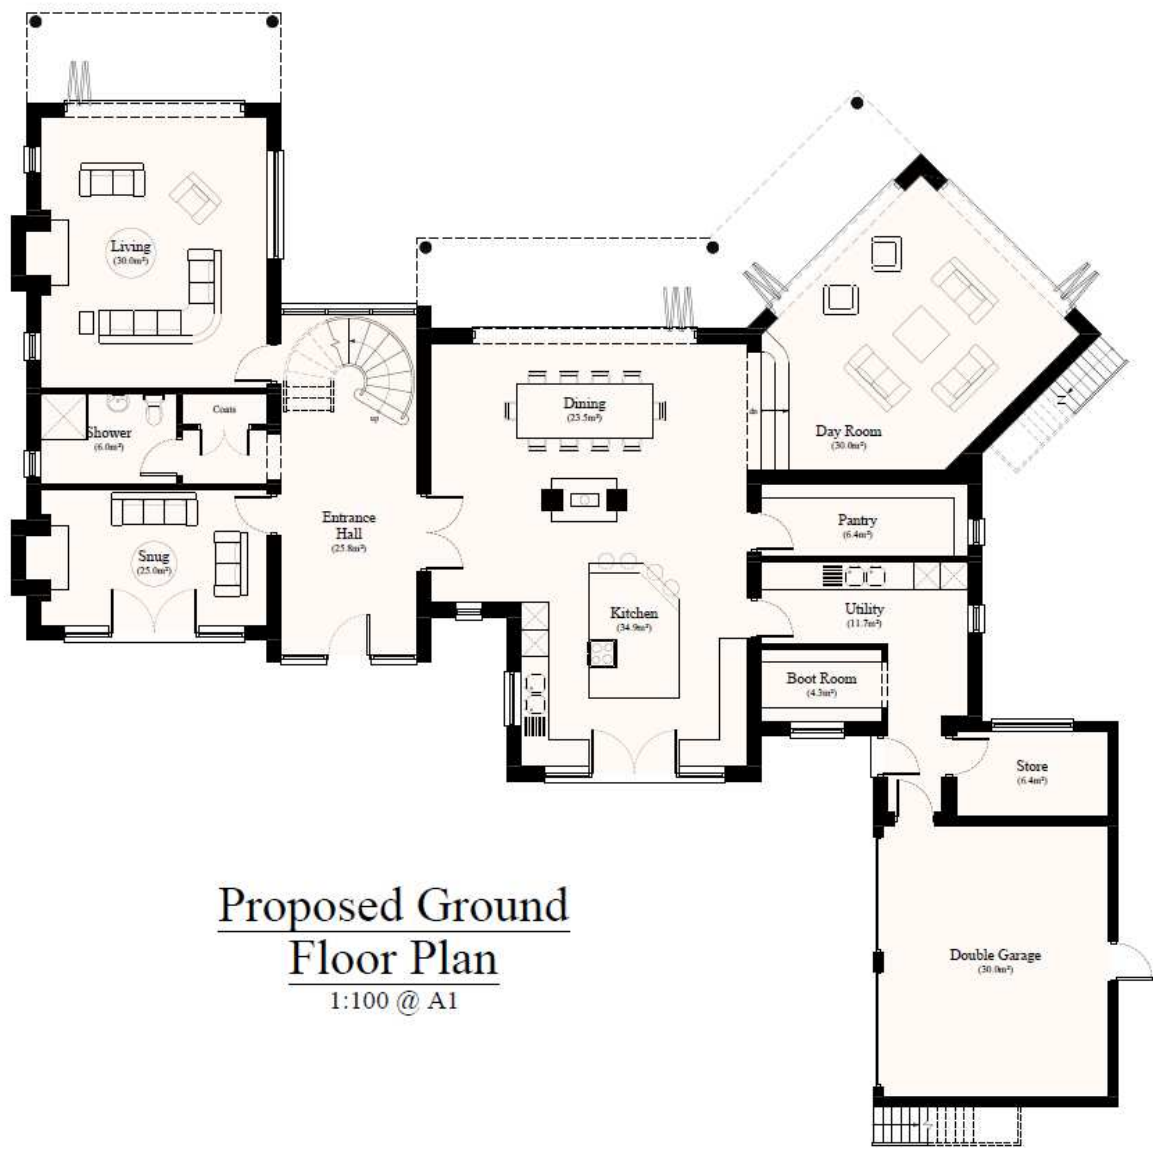 Living
(30.0m²)
Dining
(23.5m²)
Coats
up
dn
Shower
(6.0m²)
Day Room
(30.0m²)
Entrance
Hall
(25.8m²)
Pantry
(6.4m²)
Snug
(25.0m²)
Kitchen
(34.9m²)
Utility
(11.7m²)
Boot Room
(4.3m²)
Store
(6.4m²)
Proposed Ground
Floor Plan
1:100 @ A1
Double Garage
(30.0m²)